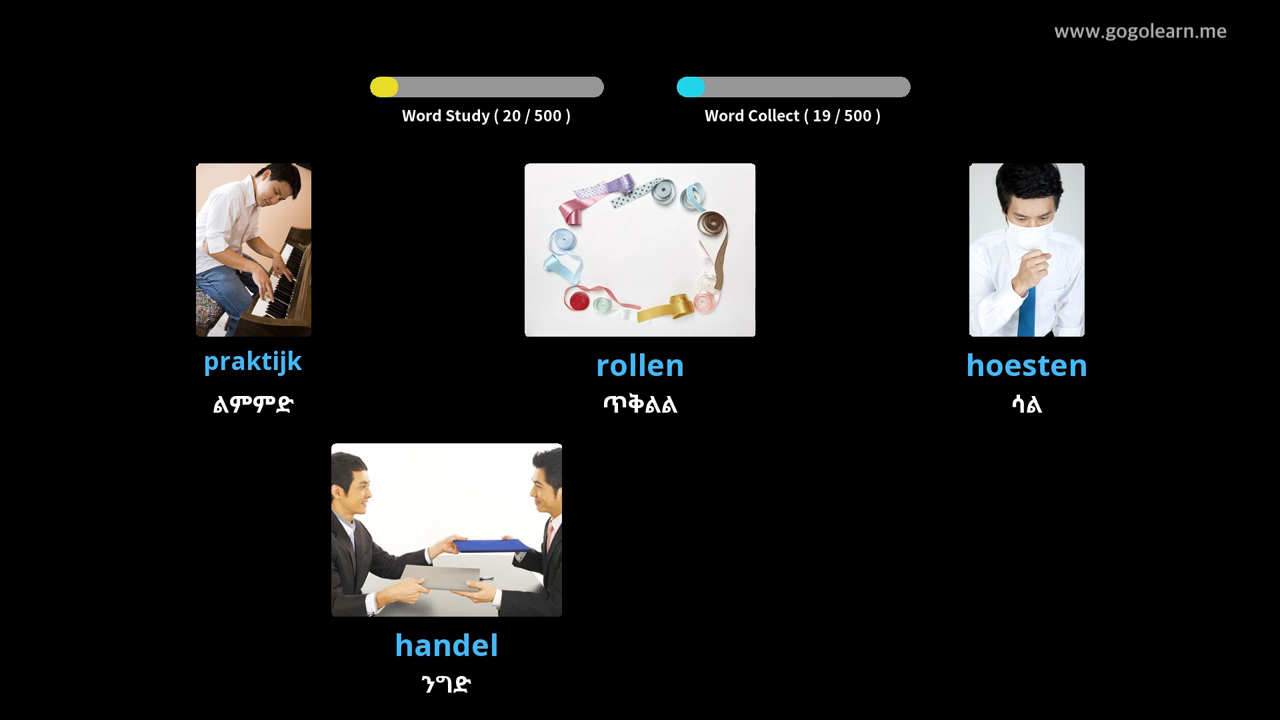 www.gogolearn.me
Word Study ( 20 / 500 )
Word Collect ( 19 / 500 )
praktijk
ልምምድ
rollen
ጥቅልል
hoesten
ሳል
handel
ንግድ